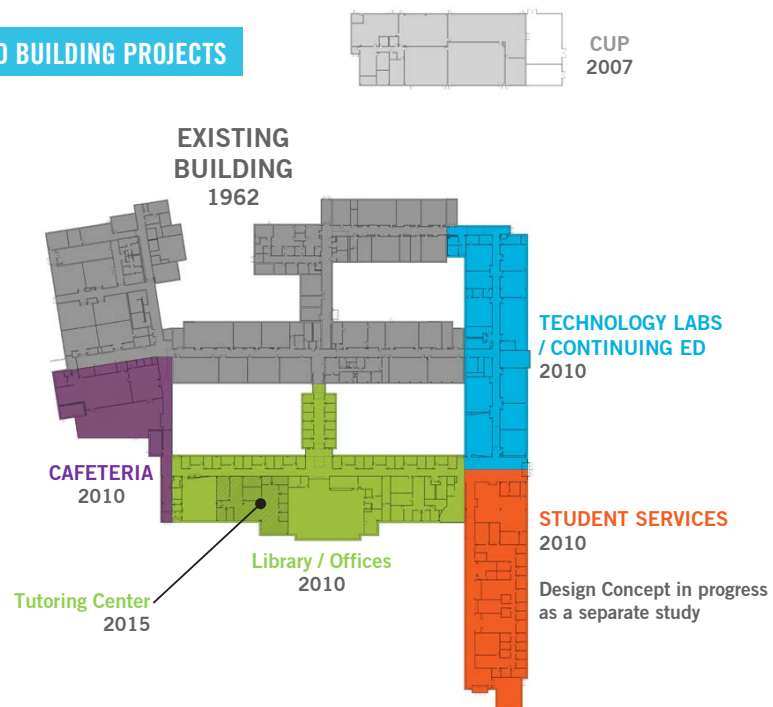 BUILDING PROJECTS
CUP
2007
EXISTING
BUILDING
1962
TECHNOLOGY LABS
/ CONTINUING ED
2010
CAFETERIA
2010
STUDENT SERVICES
2010
Library / Offices
2010
Design Concept in progress
as a separate study
Tutoring Center
2015